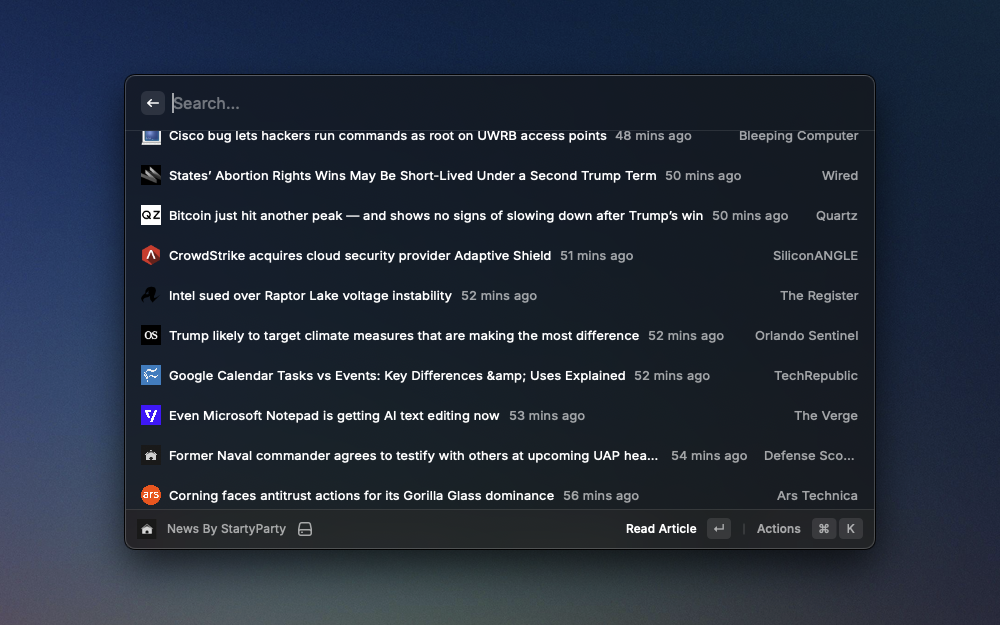 Search...
Cisco bug lets hackers run commands as root on UWRB access points 48 mins ago Bleeping Computer
States’ Abortion Rights Wins May Be Short-Lived Under a Second Trump Term 50 mins ago Wired
QZ Bitcoin just hit another peak — and shows no signs of slowing down after Trump’s win 50 mins ago Quartz
CrowdStrike acquires cloud security provider Adaptive Shield 51 mins ago SiliconANGLE
Intel sued over Raptor Lake voltage instability 52 mins ago The Register
OS Trump likely to target climate measures that are making the most difference 52 mins ago Orlando Sentinel
Google Calendar Tasks vs Events: Key Differences &amp; Uses Explained 52 mins ago TechRepublic
Even Microsoft Notepad is getting AI text editing now 53 mins ago The Verge
Former Naval commander agrees to testify with others at upcoming UAP hea... 54 mins ago Defense Sco...
ars Corning faces antitrust actions for its Gorilla Glass dominance 56 mins ago Ars Technica
News By StartyParty Read Article ↵ Actions ⌘ K